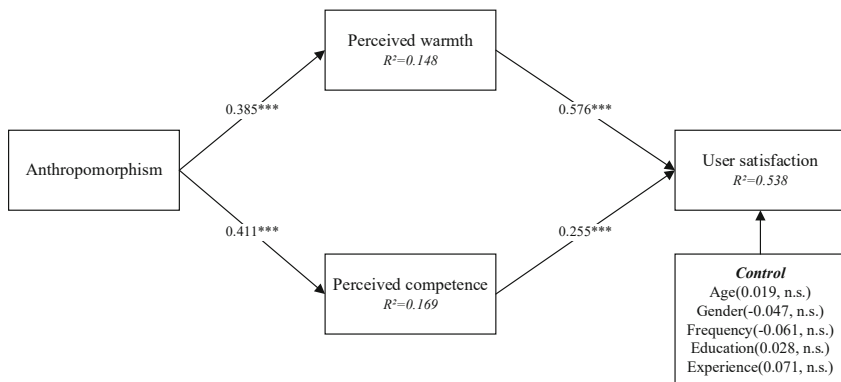 Perceived warmth
R²=0.148
0.385***
0.576***
Anthropomorphism
User satisfaction
R²=0.538
0.411***
0.255***
Perceived competence
R²=0.169
Control
Age(0.019, n.s.)
Gender(-0.047, n.s.)
Frequency(-0.061, n.s.)
Education(0.028, n.s.)
Experience(0.071, n.s.)